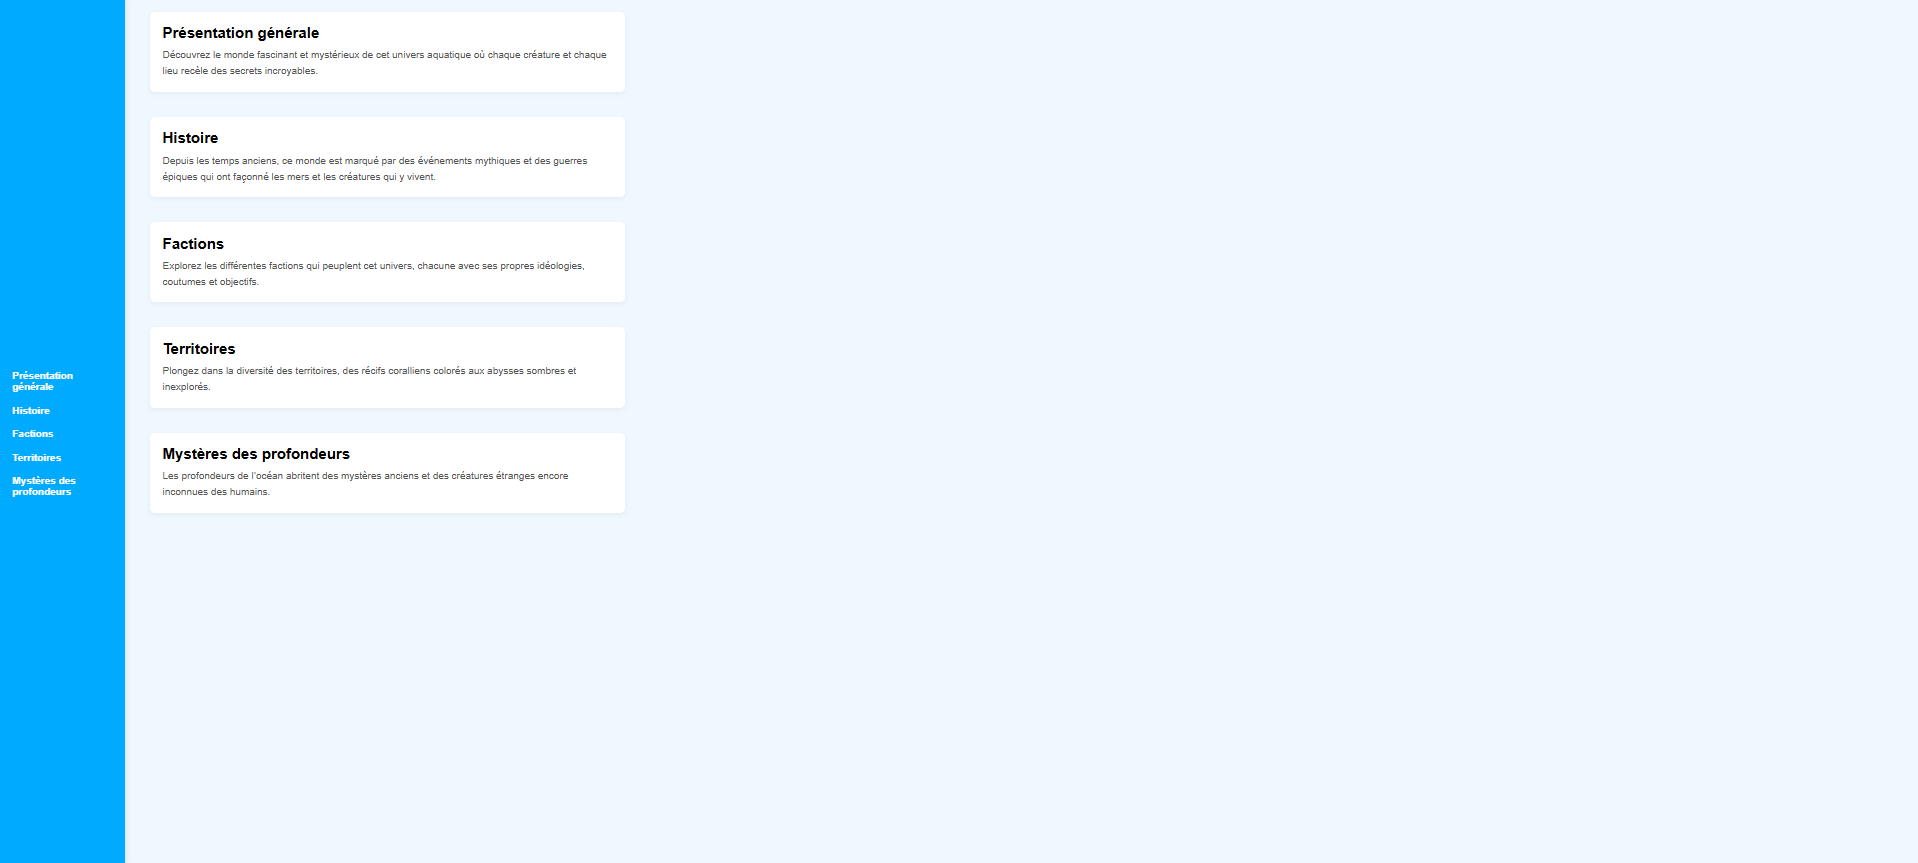 Présentation
générale
Histoire
Factions
Territoires
Mystères des
profondeurs
Présentation générale
Découvrez le monde fascinant et mystérieux de cet univers aquatique où chaque créature et chaque
lieu recèle des secrets incroyables.
Histoire
Depuis les temps anciens, ce monde est marqué par des événements mythiques et des guerres
épiques qui ont façonné les mers et les créatures qui y vivent.
Factions
Explorez les différentes factions qui peuplent cet univers, chacune avec ses propres idéologies,
coutumes et objectifs.
Territoires
Plongez dans la diversité des territoires, des récifs coralliens colorés aux abysses sombres et
inexplorés.
Mystères des profondeurs
Les profondeurs de l'océan abritent des mystères anciens et des créatures étranges encore
inconnues des humains.